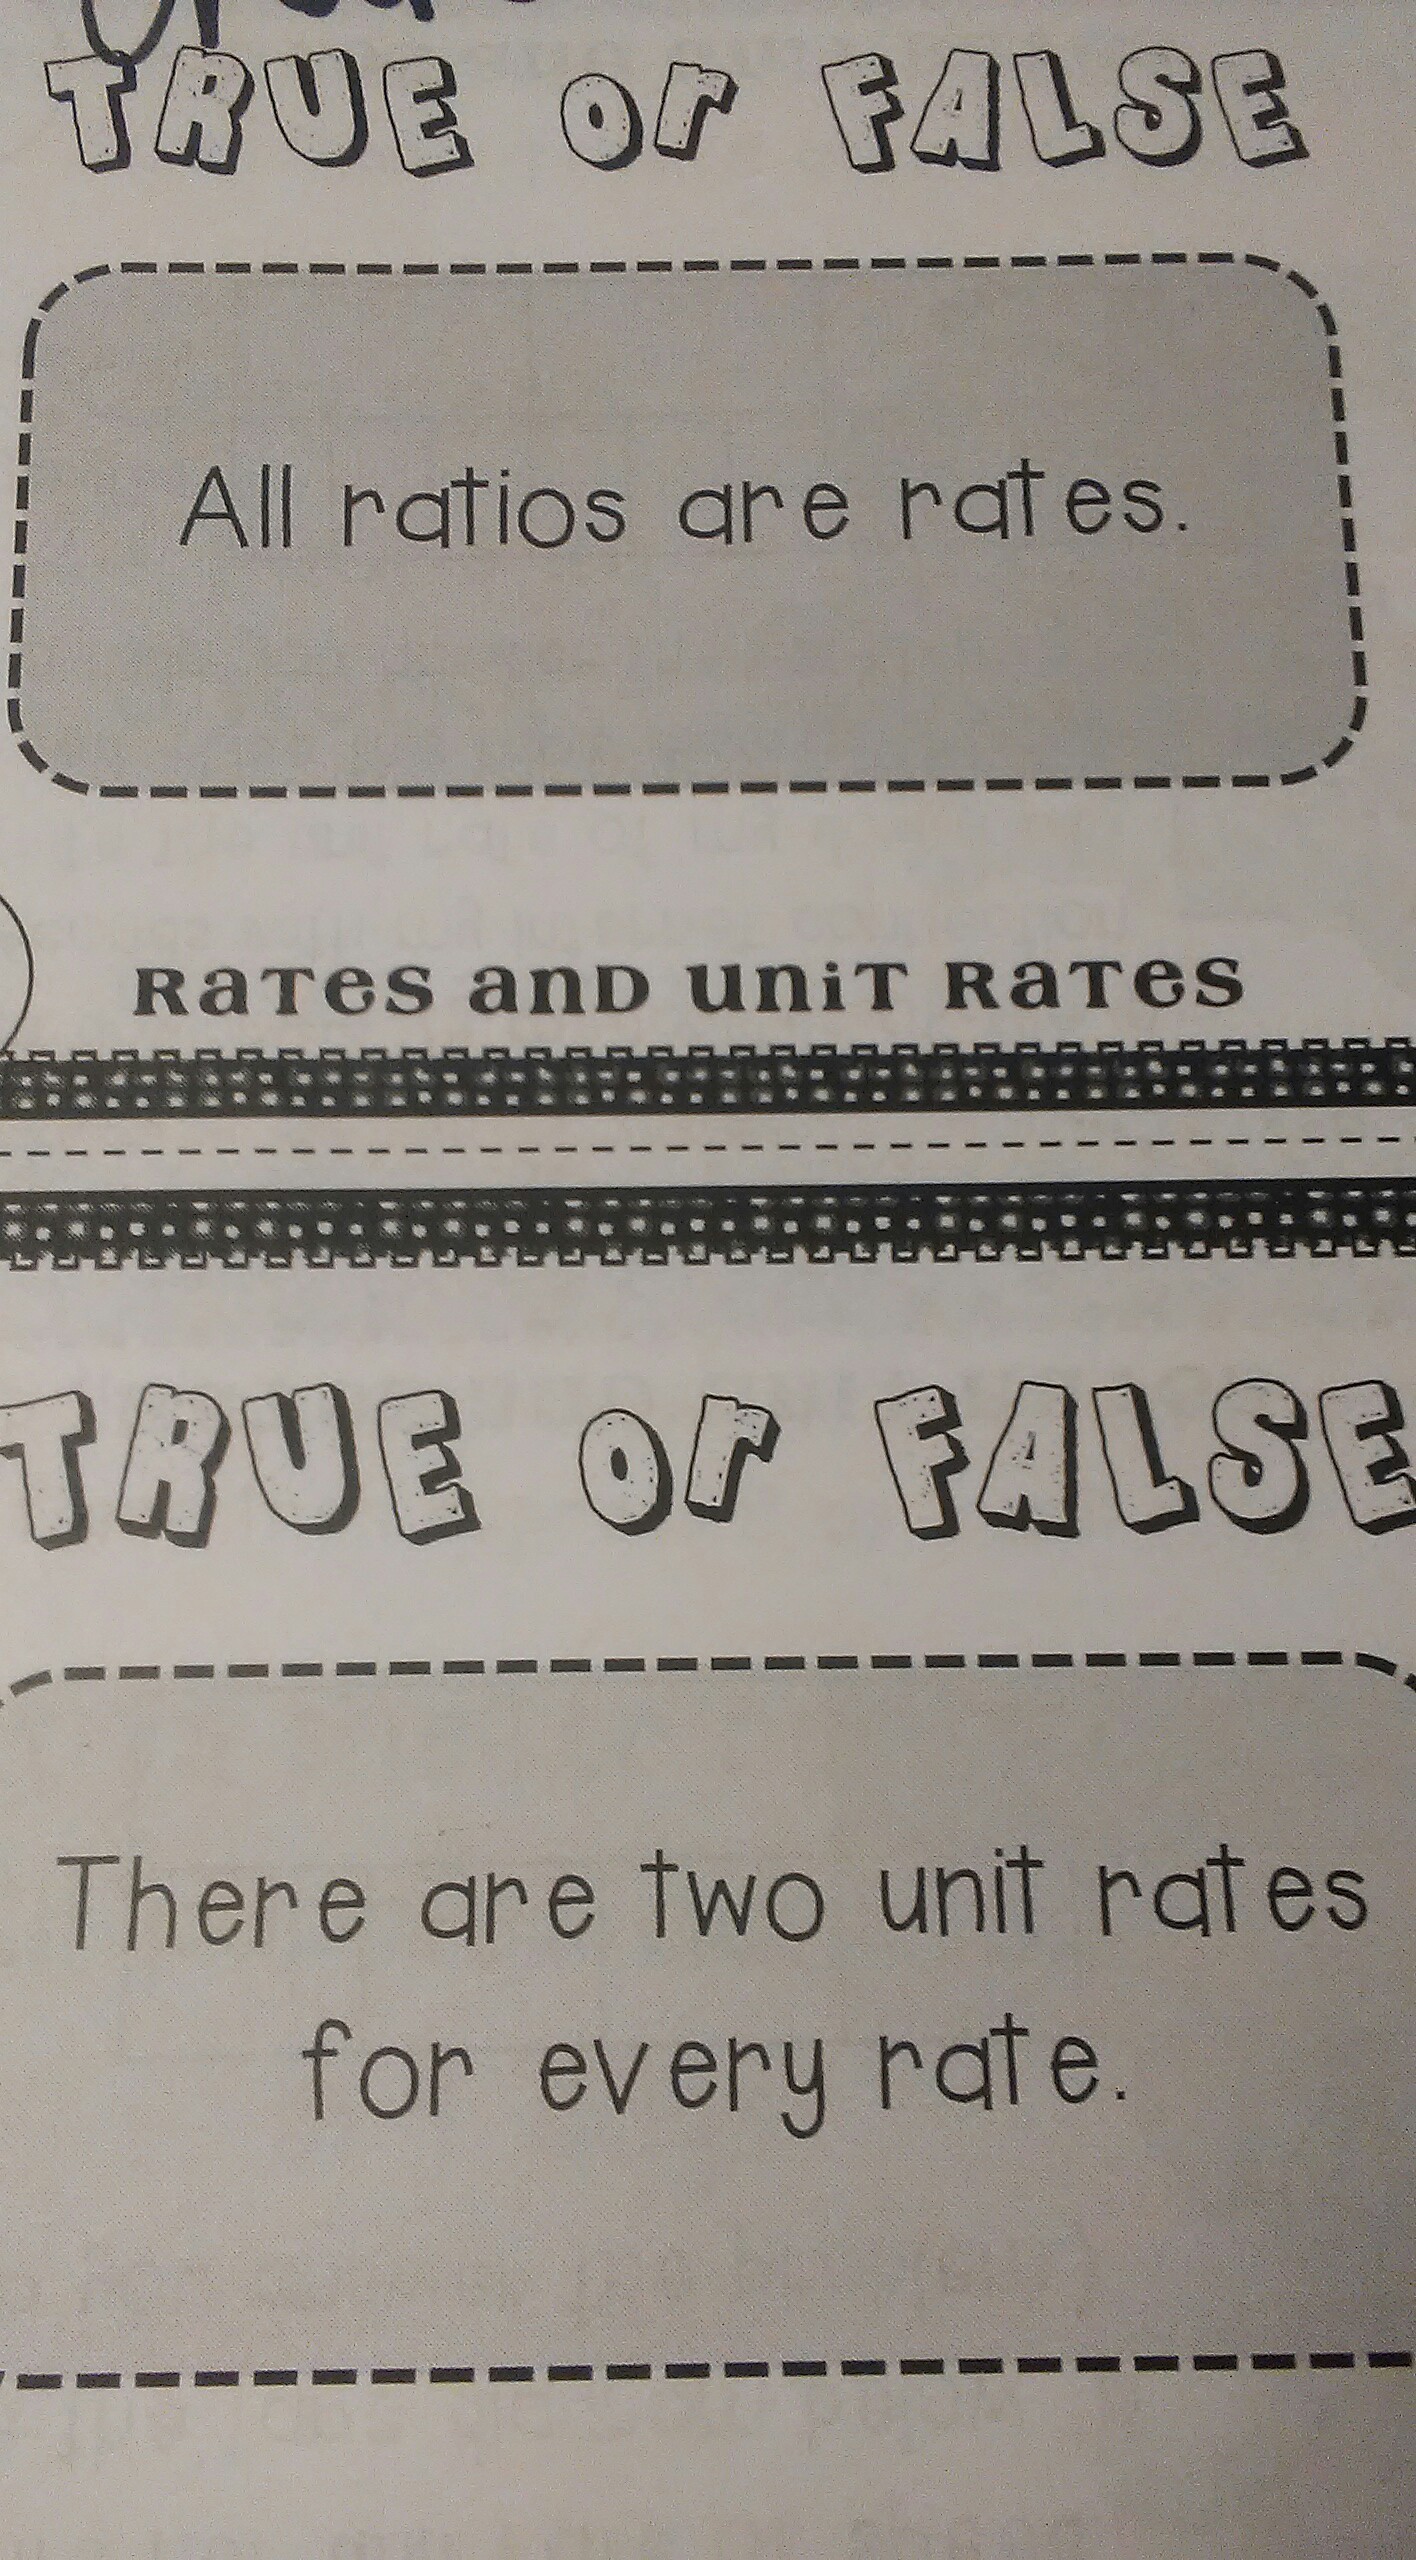 TRUE or FALSE
All ratios are rates.
RATES AND UNIT RATES
TRUE or FALSE
There are two unit rates
for every rate.